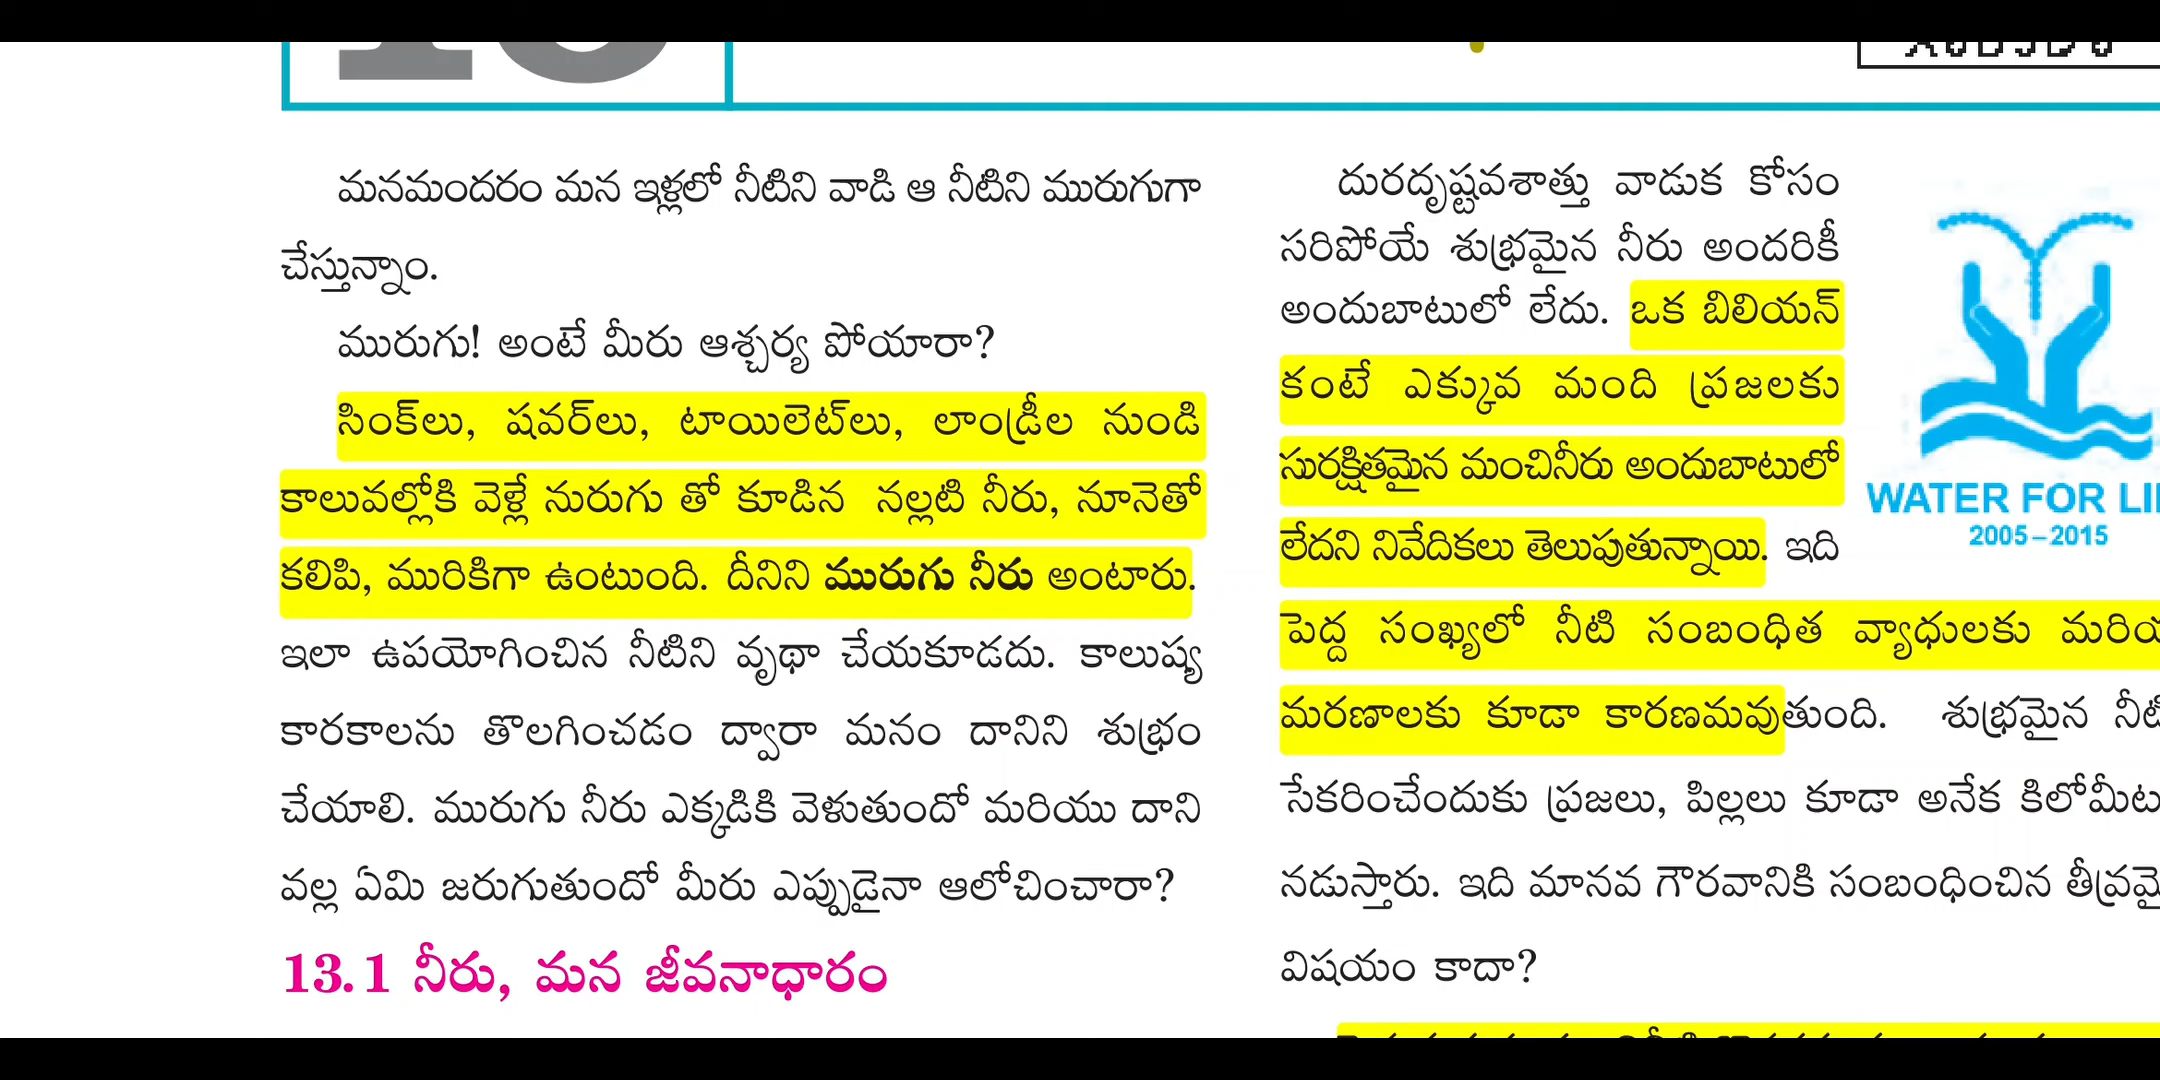 మనమందరం మన ఇళ్లలో నీటిని వాడి ఆ నీటిని మురుగుగా
చేస్తున్నాం.
మురుగు! అంటే మీరు ఆశ్చర్య పోయారా?
సింక్‌లు, షవర్‌లు, టాయిలెట్‌లు, లాండ్రీల నుండి
కాలువల్లోకి వెళ్లే నురుగు తో కూడిన నల్లటి నీరు, నూనెతో
కలిపి, మురికిగా ఉంటుంది. దీనిని మురుగు నీరు అంటారు.
ఇలా ఉపయోగించిన నీటిని వృథా చేయకూడదు. కాలుష్య
కారకాలను తొలగించడం ద్వారా మనం దానిని శుభ్రం
చేయాలి. మురుగు నీరు ఎక్కడికి వెళుతుందో మరియు దాని
వల్ల ఏమి జరుగుతుందో మీరు ఎప్పుడైనా ఆలోచించారా?
13.1 నీరు, మన జీవనాధారం
దురదృష్టవశాత్తు వాడుక కోసం
సరిపోయే శుభ్రమైన నీరు అందరికీ
అందుబాటులో లేదు. ఒక బిలియన్
కంటే ఎక్కువ మంది ప్రజలకు
సురక్షితమైన మంచినీరు అందుబాటులో
లేదని నివేదికలు తెలుపుతున్నాయి. ఇది
పెద్ద సంఖ్యలో నీటి సంబంధిత వ్యాధులకు
మరణాలకు కూడా కారణమవుతుంది. శుభ్రమైన
సేకరించేందుకు ప్రజలు, పిల్లలు కూడా అనేక
నడుస్తారు. ఇది మానవ గౌరవానికి సంబంధించిన
విషయం కాదా?
WATER FOR
2005–2015